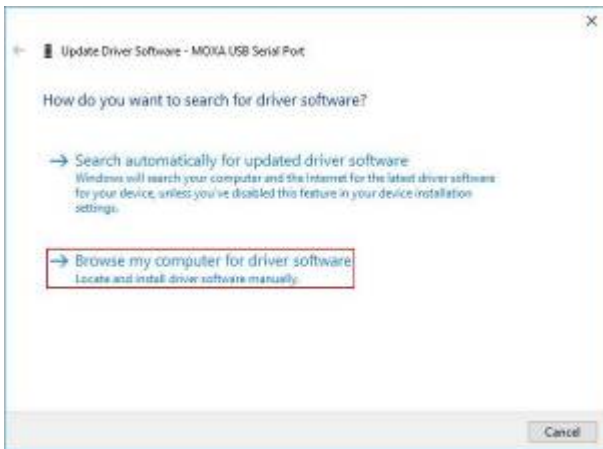 Update Driver Software - MOXA USB Serial Port
How do you want to search for driver software?
Search automatically for updated driver software
Windows will search your computer and the Internet for the latest driver software
for your device, unless you've disabled this feature in your device installation
settings.
Browse my computer for driver software
Locate and install driver software manually.
Cancel